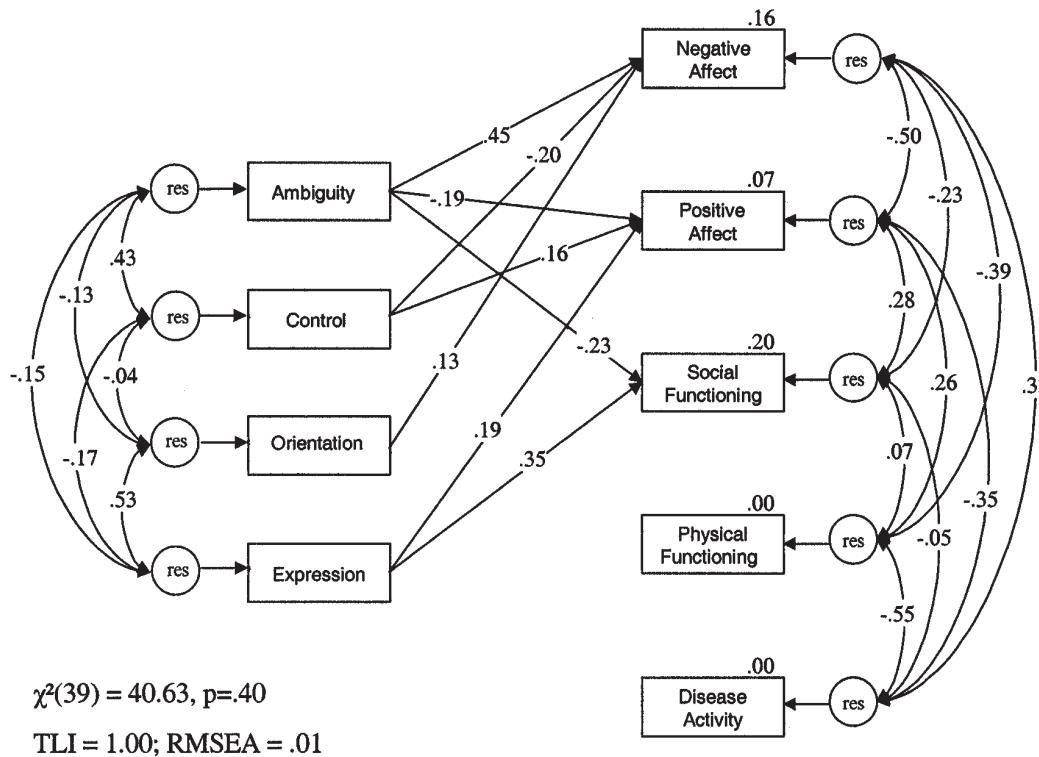 .16
Negative
Affect
res
.45
-.50
-.20
.07
res
Ambiguity
-.19
Positive
Affect
res
-.23
.43
.16
-.39
-.13
.28
res
Control
.20
-.23
-.15
-.04
.13
Social
Functioning
res
.26
res
Orientation
.19
.07
-.17
.35
.53
.00
-.35
Physical
Functioning
res
-.05
res
Expression
-.55
.00
χ²(39) = 40.63, p=.40
Disease
Activity
res
TLI = 1.00; RMSEA = .01